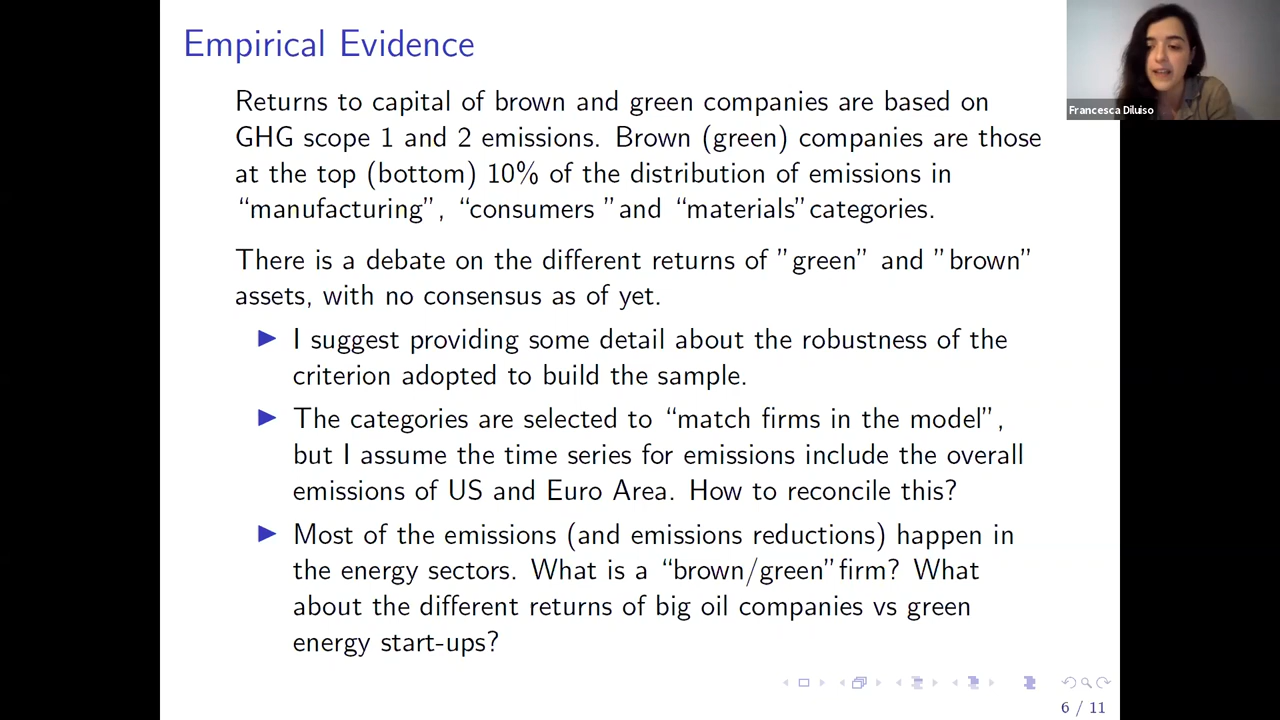 Empirical Evidence
Francesca Diluiso
Returns to capital of brown and green companies are based on
GHG scope 1 and 2 emissions. Brown (green) companies are those
at the top (bottom) 10% of the distribution of emissions in
“manufacturing”, “consumers ”and “materials”categories.
There is a debate on the different returns of ”green” and ”brown”
assets, with no consensus as of yet.
▶ I suggest providing some detail about the robustness of the
criterion adopted to build the sample.
▶ The categories are selected to “match firms in the model”,
but I assume the time series for emissions include the overall
emissions of US and Euro Area. How to reconcile this?
▶ Most of the emissions (and emissions reductions) happen in
the energy sectors. What is a “brown/green”firm? What
about the different returns of big oil companies vs green
energy start-ups?
6 / 11